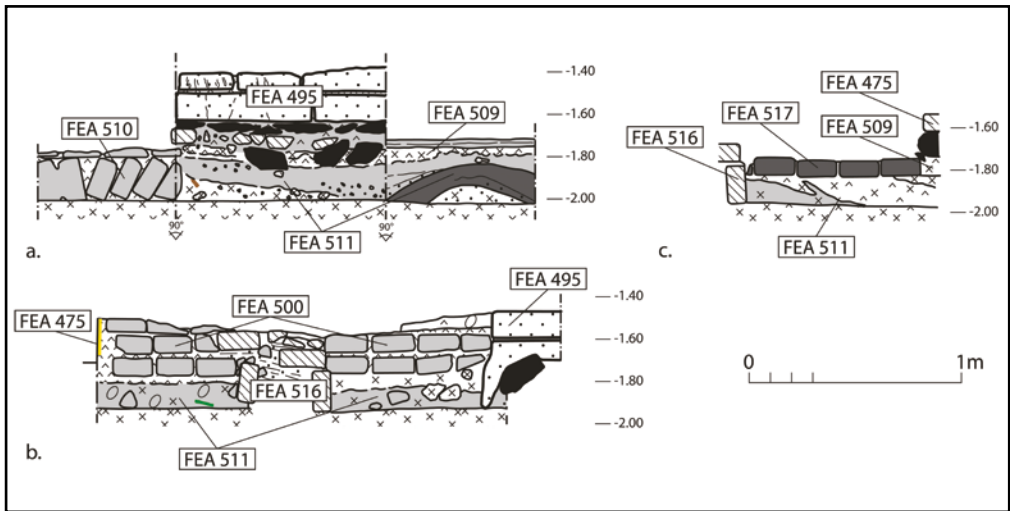 FEA 495
FEA 510
FEA 509
-1.40
-1.60
-1.80
-2.00
90°
90°
FEA 511
a.
FEA 475
FEA 517
FEA 509
FEA 516
-1.60
-1.80
-2.00
FEA 511
c.
FEA 495
FEA 500
FEA 475
FEA 516
-1.40
-1.60
-1.80
-2.00
FEA 511
b.
0
1m